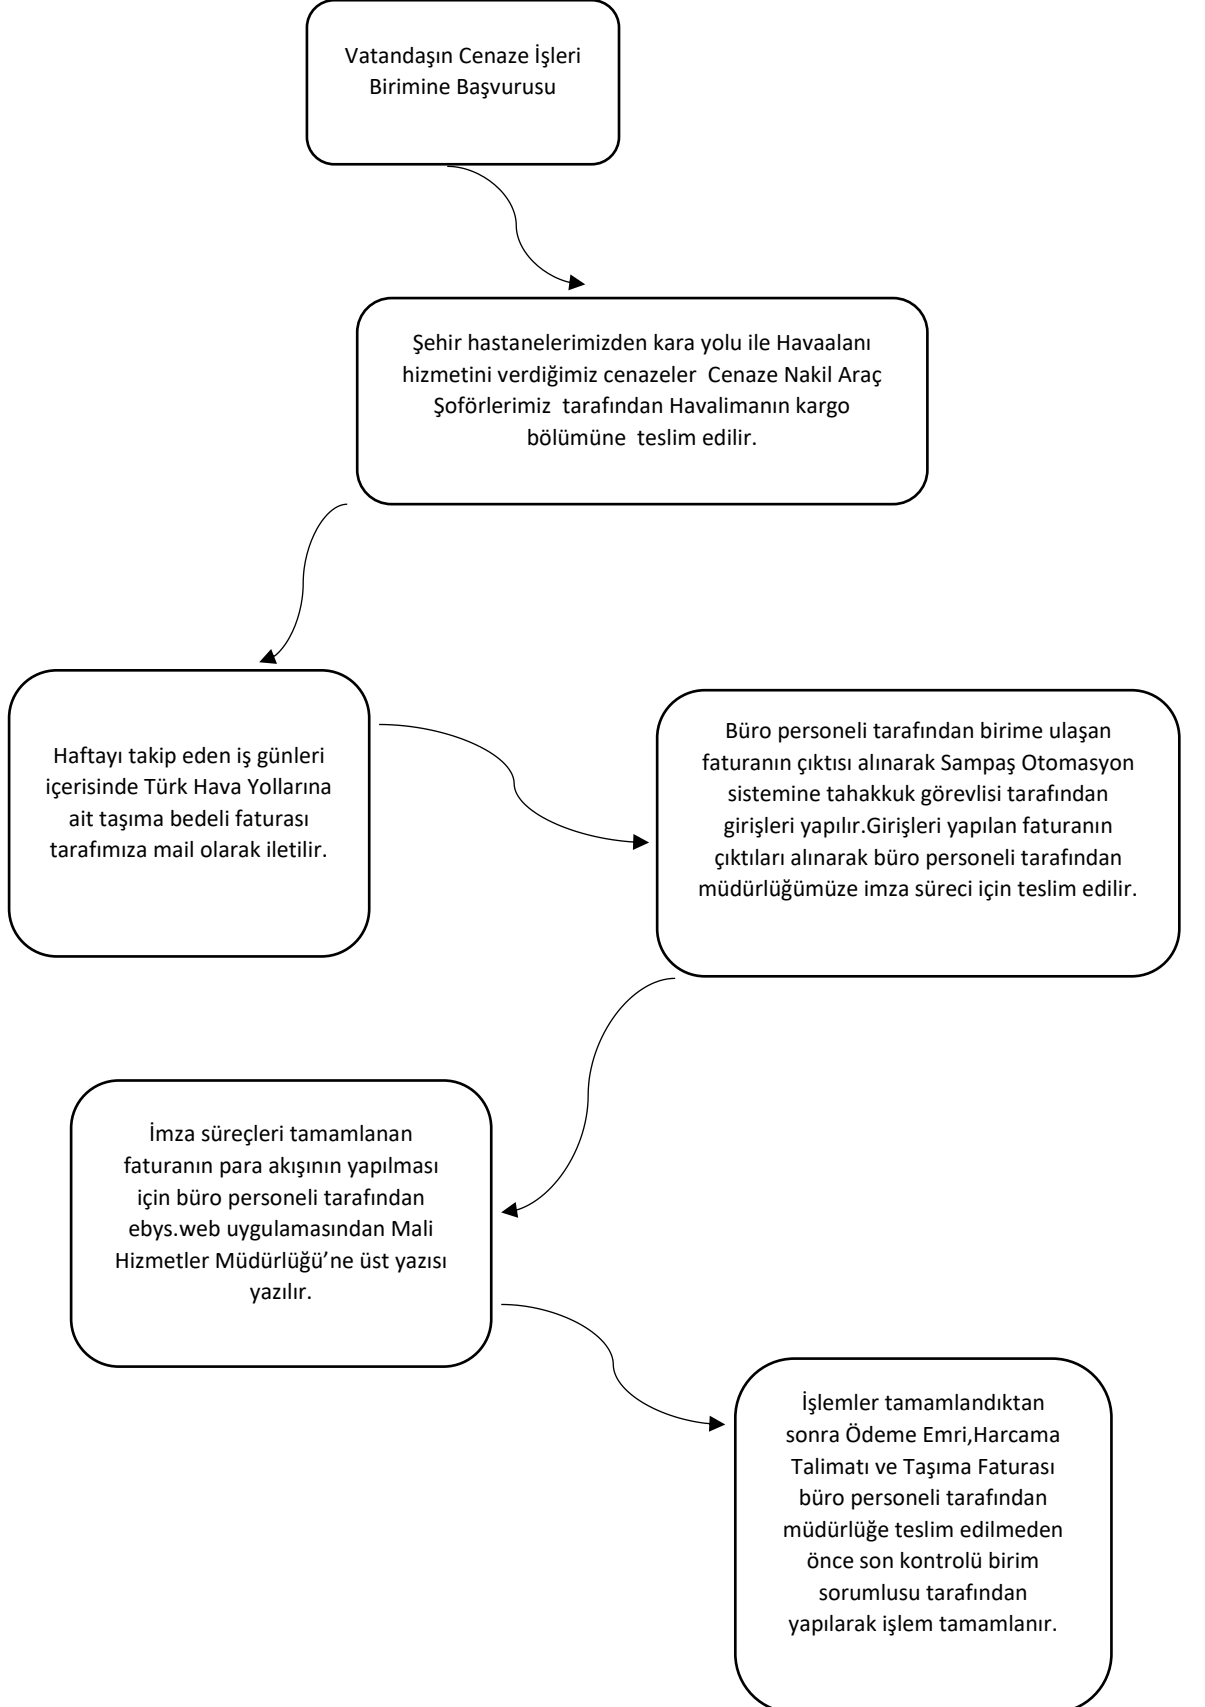 Vatandaşın Cenaze İşleri
Birimine Başvurusu
Şehir hastanelerimizden kara yolu ile Havaalanı
hizmetini verdiğimiz cenazeler  Cenaze Nakil Araç
Şoförlerimiz  tarafından Havalimanın kargo
bölümüne  teslim edilir.
Haftayı takip eden iş günleri
içerisinde Türk Hava Yollarına
ait taşıma bedeli faturası
tarafımıza mail olarak iletilir.
Büro personeli tarafından birime ulaşan
faturanın çıktısı alınarak Sampaş Otomasyon
sistemine tahakkuk görevlisi tarafından
girişleri yapılır.Girişleri yapılan faturanın
çıktıları alınarak büro personeli tarafından
müdürlüğümüze imza süreci için teslim edilir.
İmza süreçleri tamamlanan
faturanın para akışının yapılması
için büro personeli tarafından
ebys.web uygulamasından Mali
Hizmetler Müdürlüğü’ne üst yazısı
yazılır.
İşlemler tamamlandıktan
sonra Ödeme Emri,Harcama
Talimatı ve Taşıma Faturası
büro personeli tarafından
müdürlüğe teslim edilmeden
önce son kontrolü birim
sorumlusu tarafından
yapılarak işlem tamamlanır.